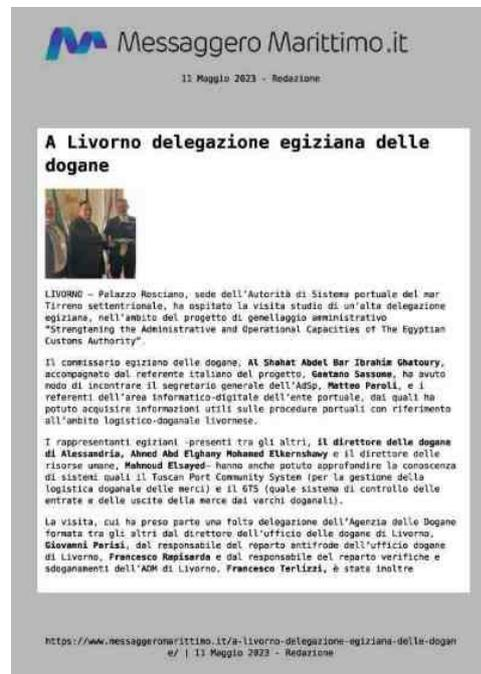 Messaggero Marittimo.it
11 Maggio 2023 - Redazione
A Livorno delegazione egiziana delle
dogane
LIVORNO – Palazzo Rosciano, sede dell'Autorità di Sistema portuale del mar
Tirreno settentrionale, ha ospitato la visita studio di un'alta delegazione
egiziana, nell'ambito del progetto di gemellaggio amministrativo
"Strengtening the Administrative and Operational Capacities of The Egyptian
Customs Authority".
Il commissario egiziano delle dogane, Al Shahat Abdel Bar Ibrahim Ghatoury,
accompagnato dal referente italiano del progetto, Gaetano Sassone, ha avuto
modo di incontrare il segretario generale dell'AdSp, Matteo Paroli, e i
referenti dell'area informatico-digitale dell'ente portuale, dai quali ha
potuto acquisire informazioni utili sulle procedure portuali con riferimento
all'ambito logistico-doganale livornese.
I rappresentanti egiziani -presenti tra gli altri, il direttore delle dogane
di Alessandria, Ahmed Abd Elghany Mohamed Elkernshawy e il direttore delle
risorse umane, Mahmoud Elsayed- hanno anche potuto approfondire la conoscenza
di sistemi quali il Tuscan Port Community System (per la gestione della
logistica doganale delle merci) e il GTS (quale sistema di controllo delle
entrate e delle uscite della merce dai varchi doganali).
La visita, cui ha preso parte una folta delegazione dell'Agenzia delle Dogane
formata tra gli altri dal direttore dell'ufficio delle dogane di Livorno,
Giovanni Parisi, dal responsabile del reparto antifrode dell'ufficio dogane
di Livorno, Francesco Rapisarda e dal responsabile del reparto verifiche e
sdoganamenti dell'ADM di Livorno, Francesco Terlizzi, è stata inoltre
https://www.messaggeromarittimo.it/a-livorno-delegazione-egiziana-delle-dogan
e/ | 11 Maggio 2023 - Redazione